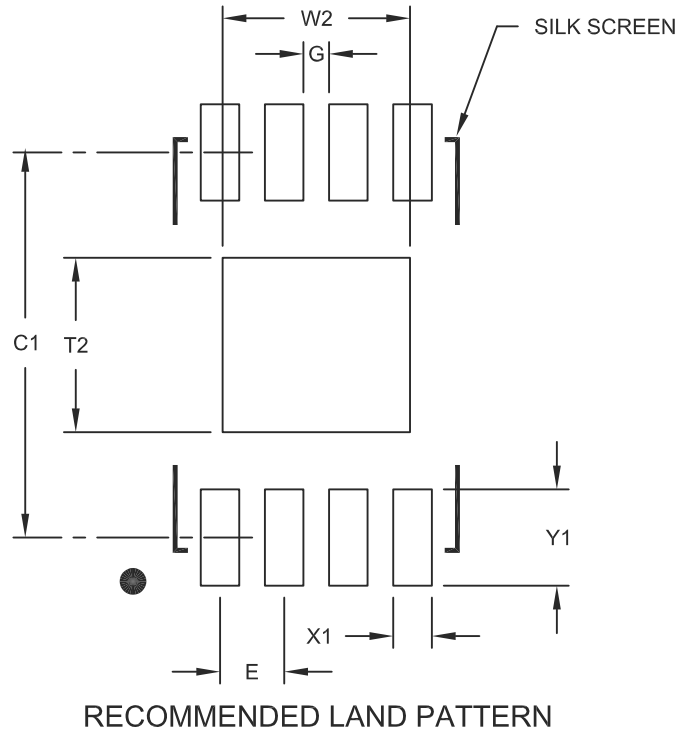 W2
SILK SCREEN
G
C1
T2
Y1
X1
E
RECOMMENDED LAND PATTERN